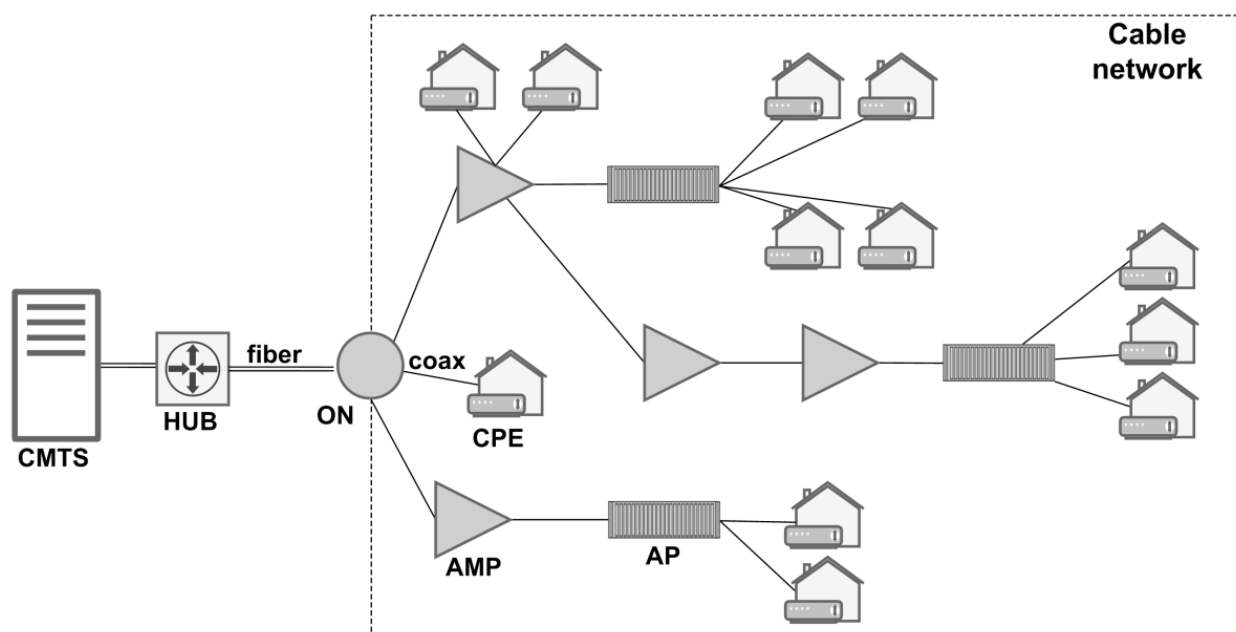 Cable
network
fiber
coax
HUB
ON
CPE
CMTS
AMP
AP